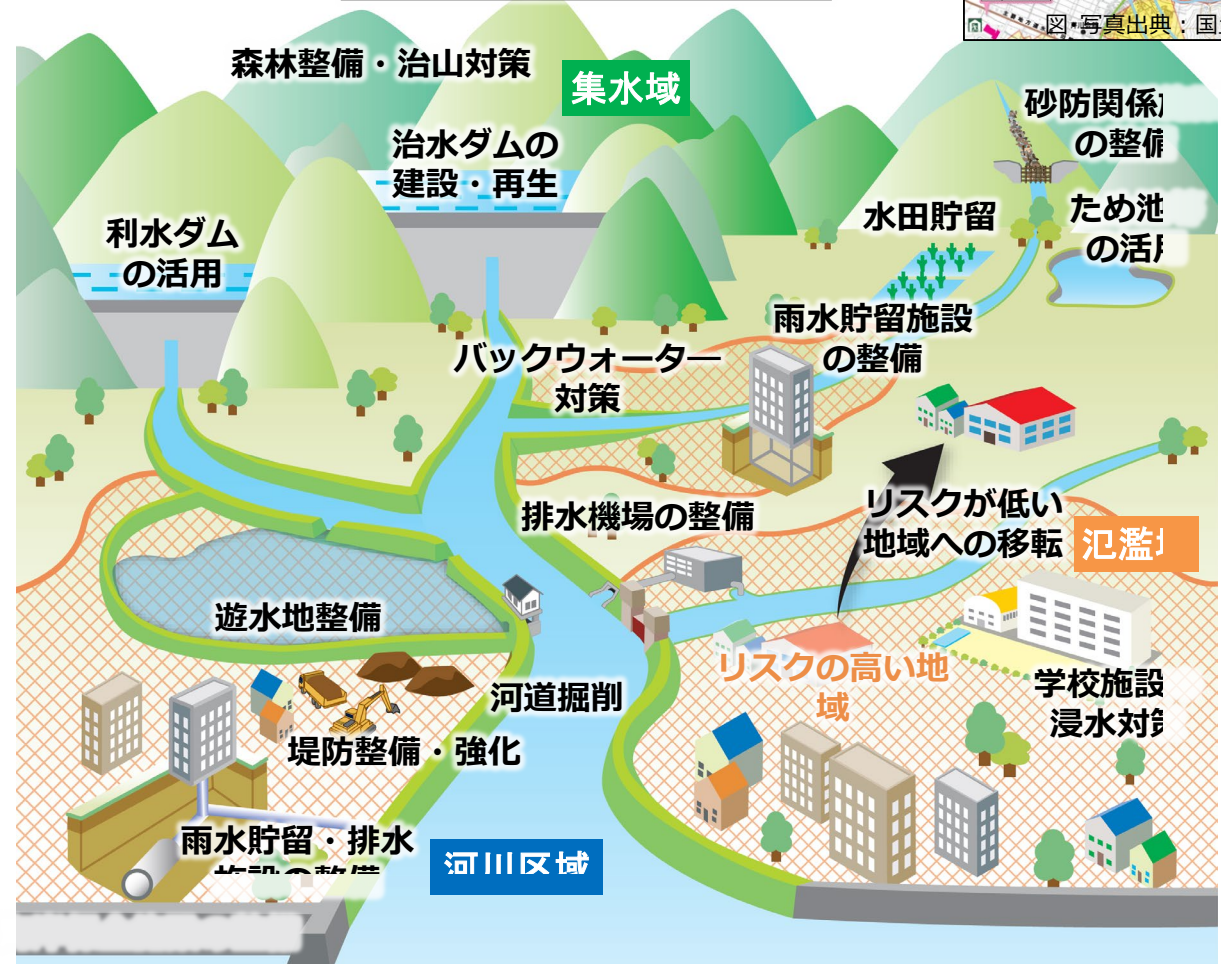 図・写真出典：国
森林整備・治山対策
集水域
砂防関係
の整備
治水ダムの
建設・再生
水田貯留
ため池
の活
利水ダム
の活用
雨水貯留施設
の整備
バックウォーター
対策
排水機場の整備
リスクが低い
地域への移転
氾濫
遊水地整備
リスクの高い地
域
学校施設
浸水対
河道掘削
堤防整備・強化
雨水貯留・排水
施設の整備
河川区域